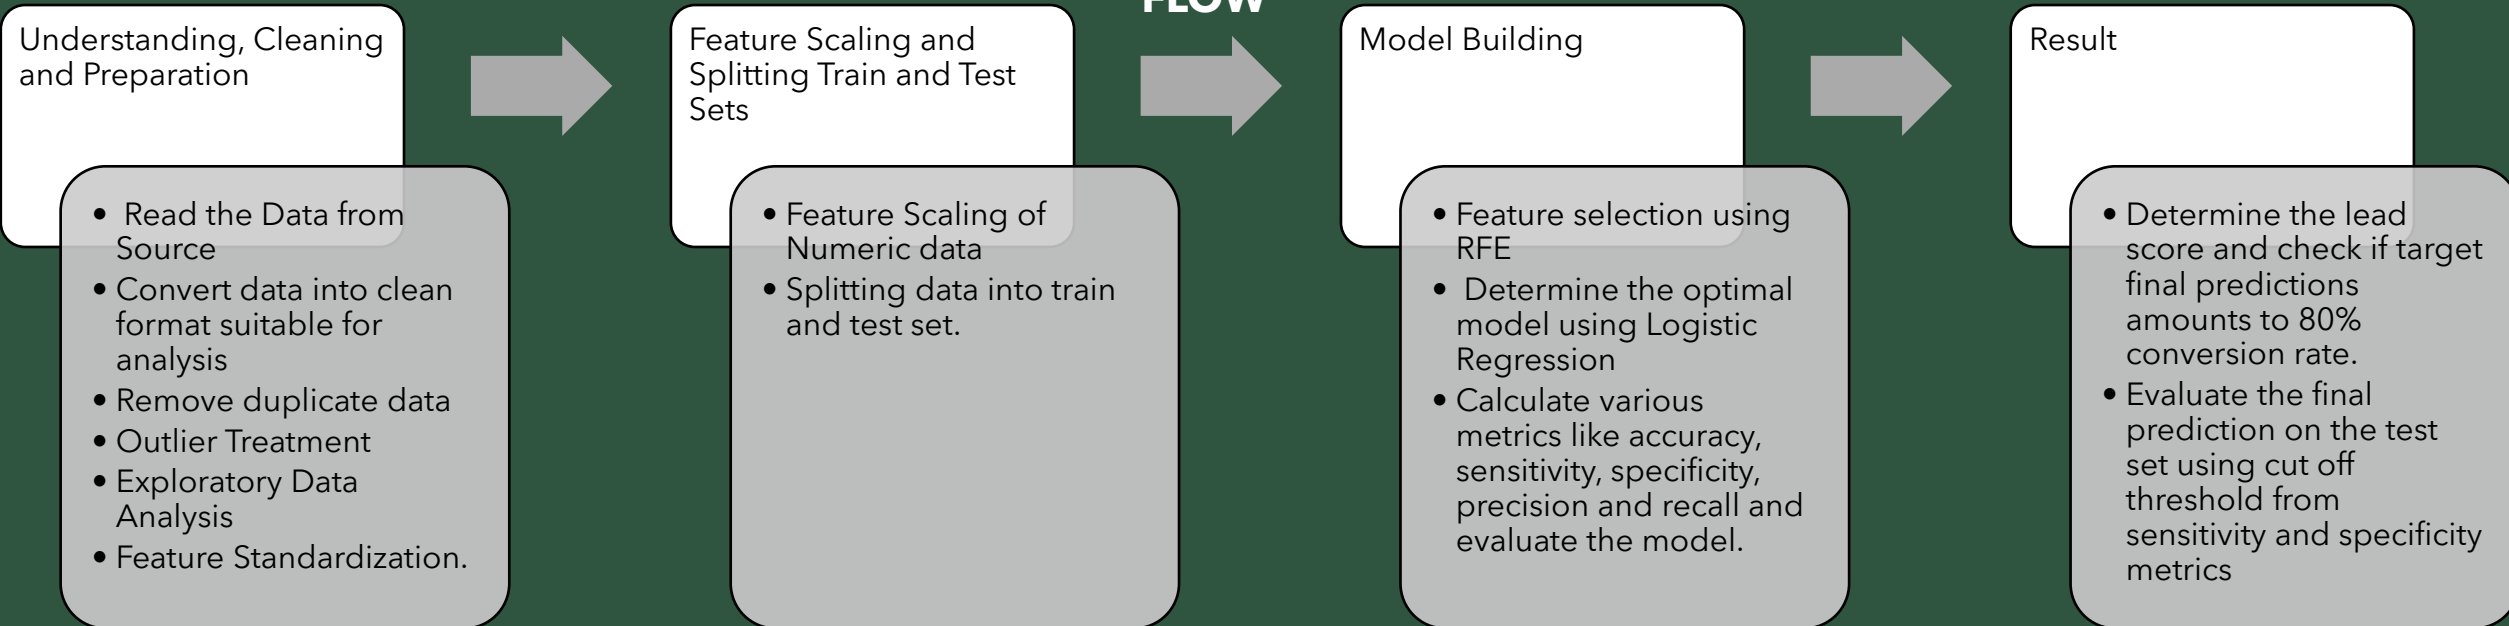 FLOW
Understanding, Cleaning
and Preparation
• Read the Data from
Source
• Convert data into clean
format suitable for
analysis
• Remove duplicate data
• Outlier Treatment
• Exploratory Data
Analysis
• Feature Standardization.
Feature Scaling and
Splitting Train and Test
Sets
• Feature Scaling of
Numeric data
• Splitting data into train
and test set.
Model Building
• Feature selection using
RFE
• Determine the optimal
model using Logistic
Regression
• Calculate various
metrics like accuracy,
sensitivity, specificity,
precision and recall and
evaluate the model.
Result
• Determine the lead
score and check if target
final predictions
amounts to 80%
conversion rate.
• Evaluate the final
prediction on the test
set using cut off
threshold from
sensitivity and specificity
metrics